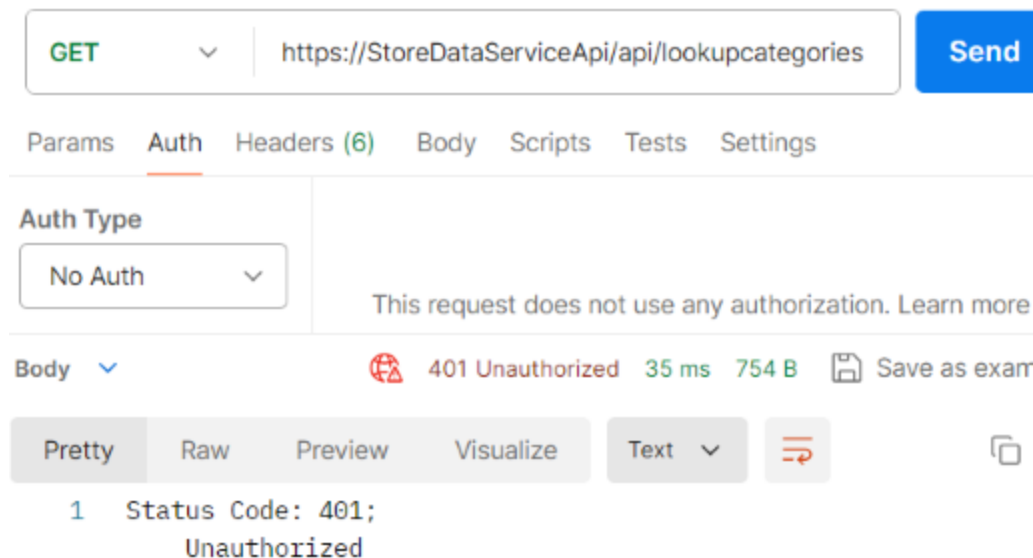 GET https://StoreDataServiceApi/api/lookupcategories Send
Params Auth Headers (6) Body Scripts Tests Settings
Auth Type
No Auth
This request does not use any authorization. Learn more
Body 401 Unauthorized 35 ms 754 B Save as exam
Pretty Raw Preview Visualize Text
1 Status Code: 401;
Unauthorized